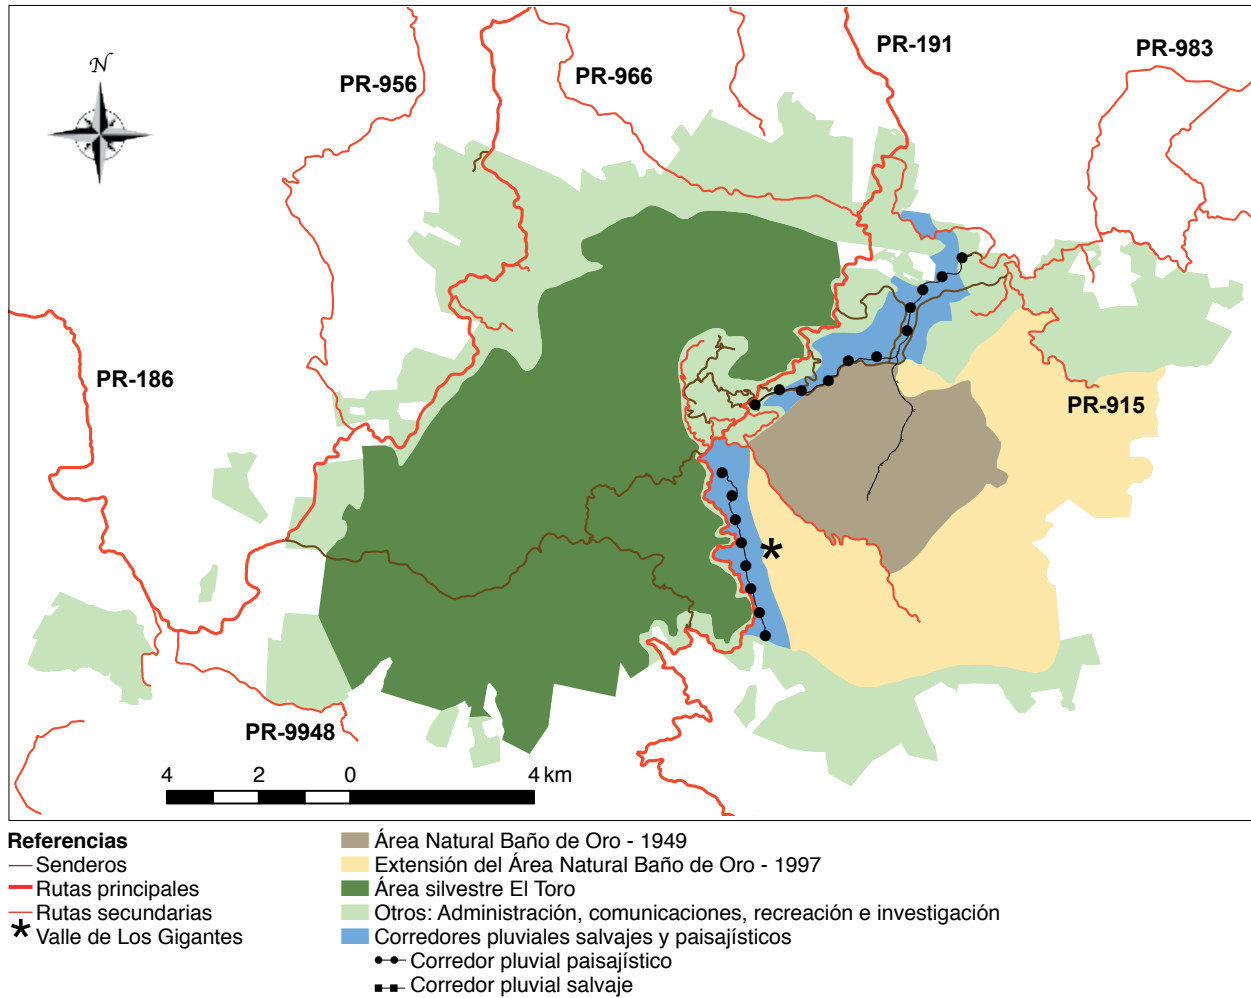 N
PR-956
PR-966
PR-191
PR-983
PR-186
PR-915
*
PR-9948
4 2 0 4 km
Referencias
Senderos
Rutas principales
Rutas secundarias
* Valle de Los Gigantes
Área Natural Baño de Oro - 1949
Extensión del Área Natural Baño de Oro - 1997
Área silvestre El Toro
Otros: Administración, comunicaciones, recreación e investigación
Corredores pluviales salvajes y paisajísticos
Corredor pluvial paisajístico
Corredor pluvial salvaje